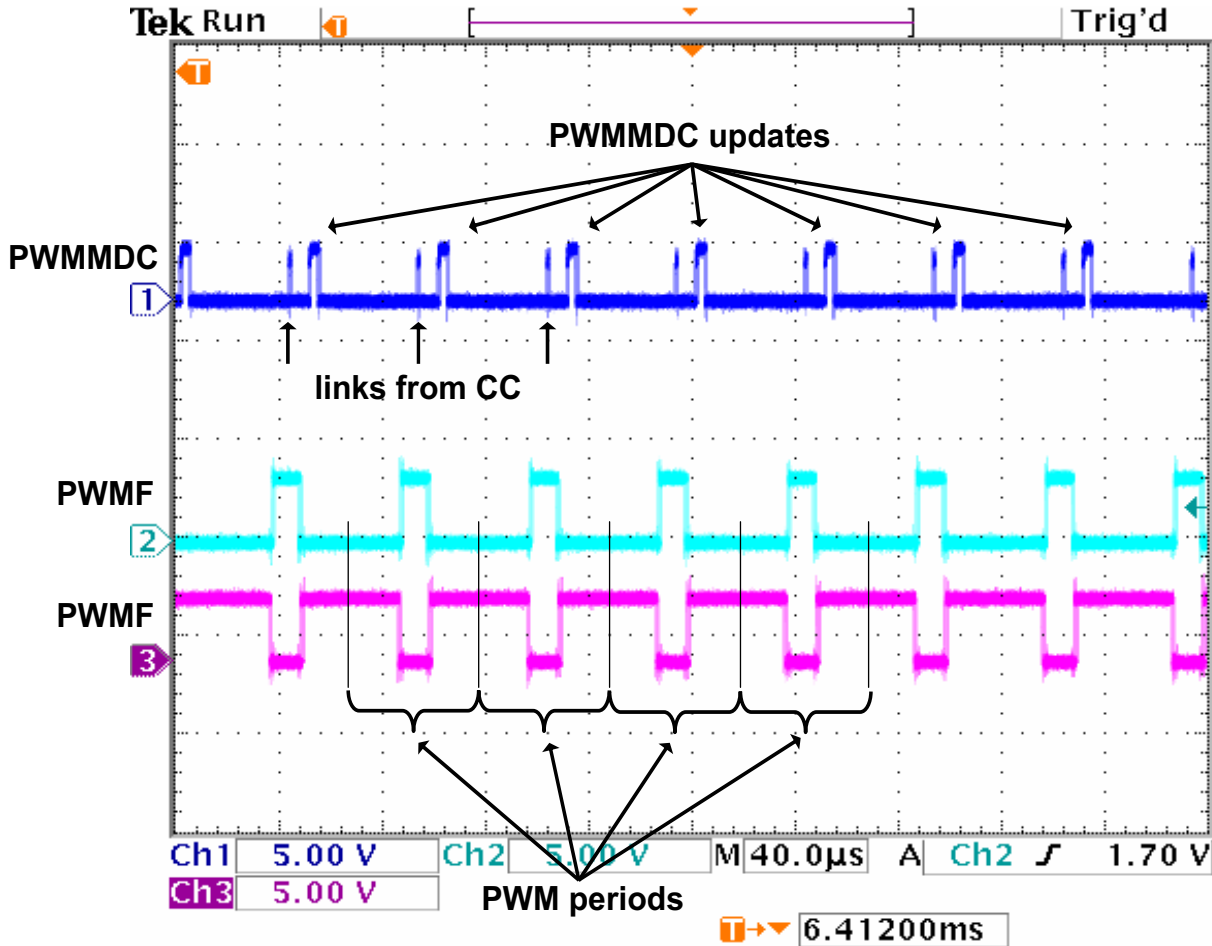 Tek Run
T
Trig'd
T
PWMMDC updates
PWMMDC
1
links from CC
PWMF
2
PWMF
3
Ch1 5.00 V Ch2 5.00 V M 40.0µs A Ch2 1.70 V
Ch3 5.00 V
PWM periods
T 6.41200ms